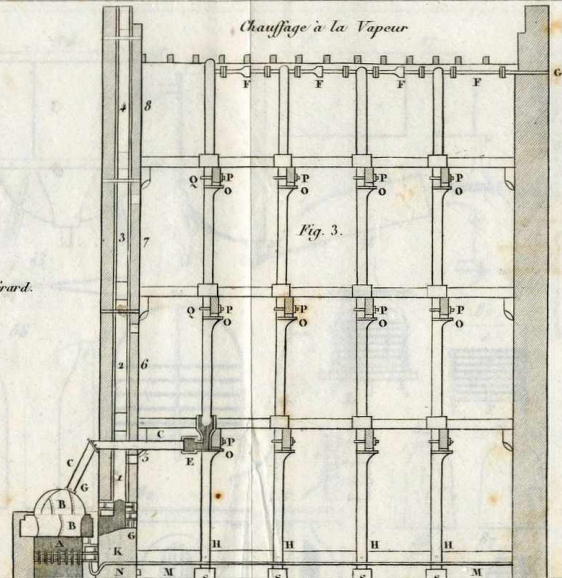 Chauffage à la Vapeur
F F F F G
4 8
Q P O P O P O P O
rard.
3 7
Fig. 3.
Q P O P O P O P O
2 6
C
E P O P O P O P O
C
G
1 5
B
B
A
G
K
H H H H
N M M
S S S S